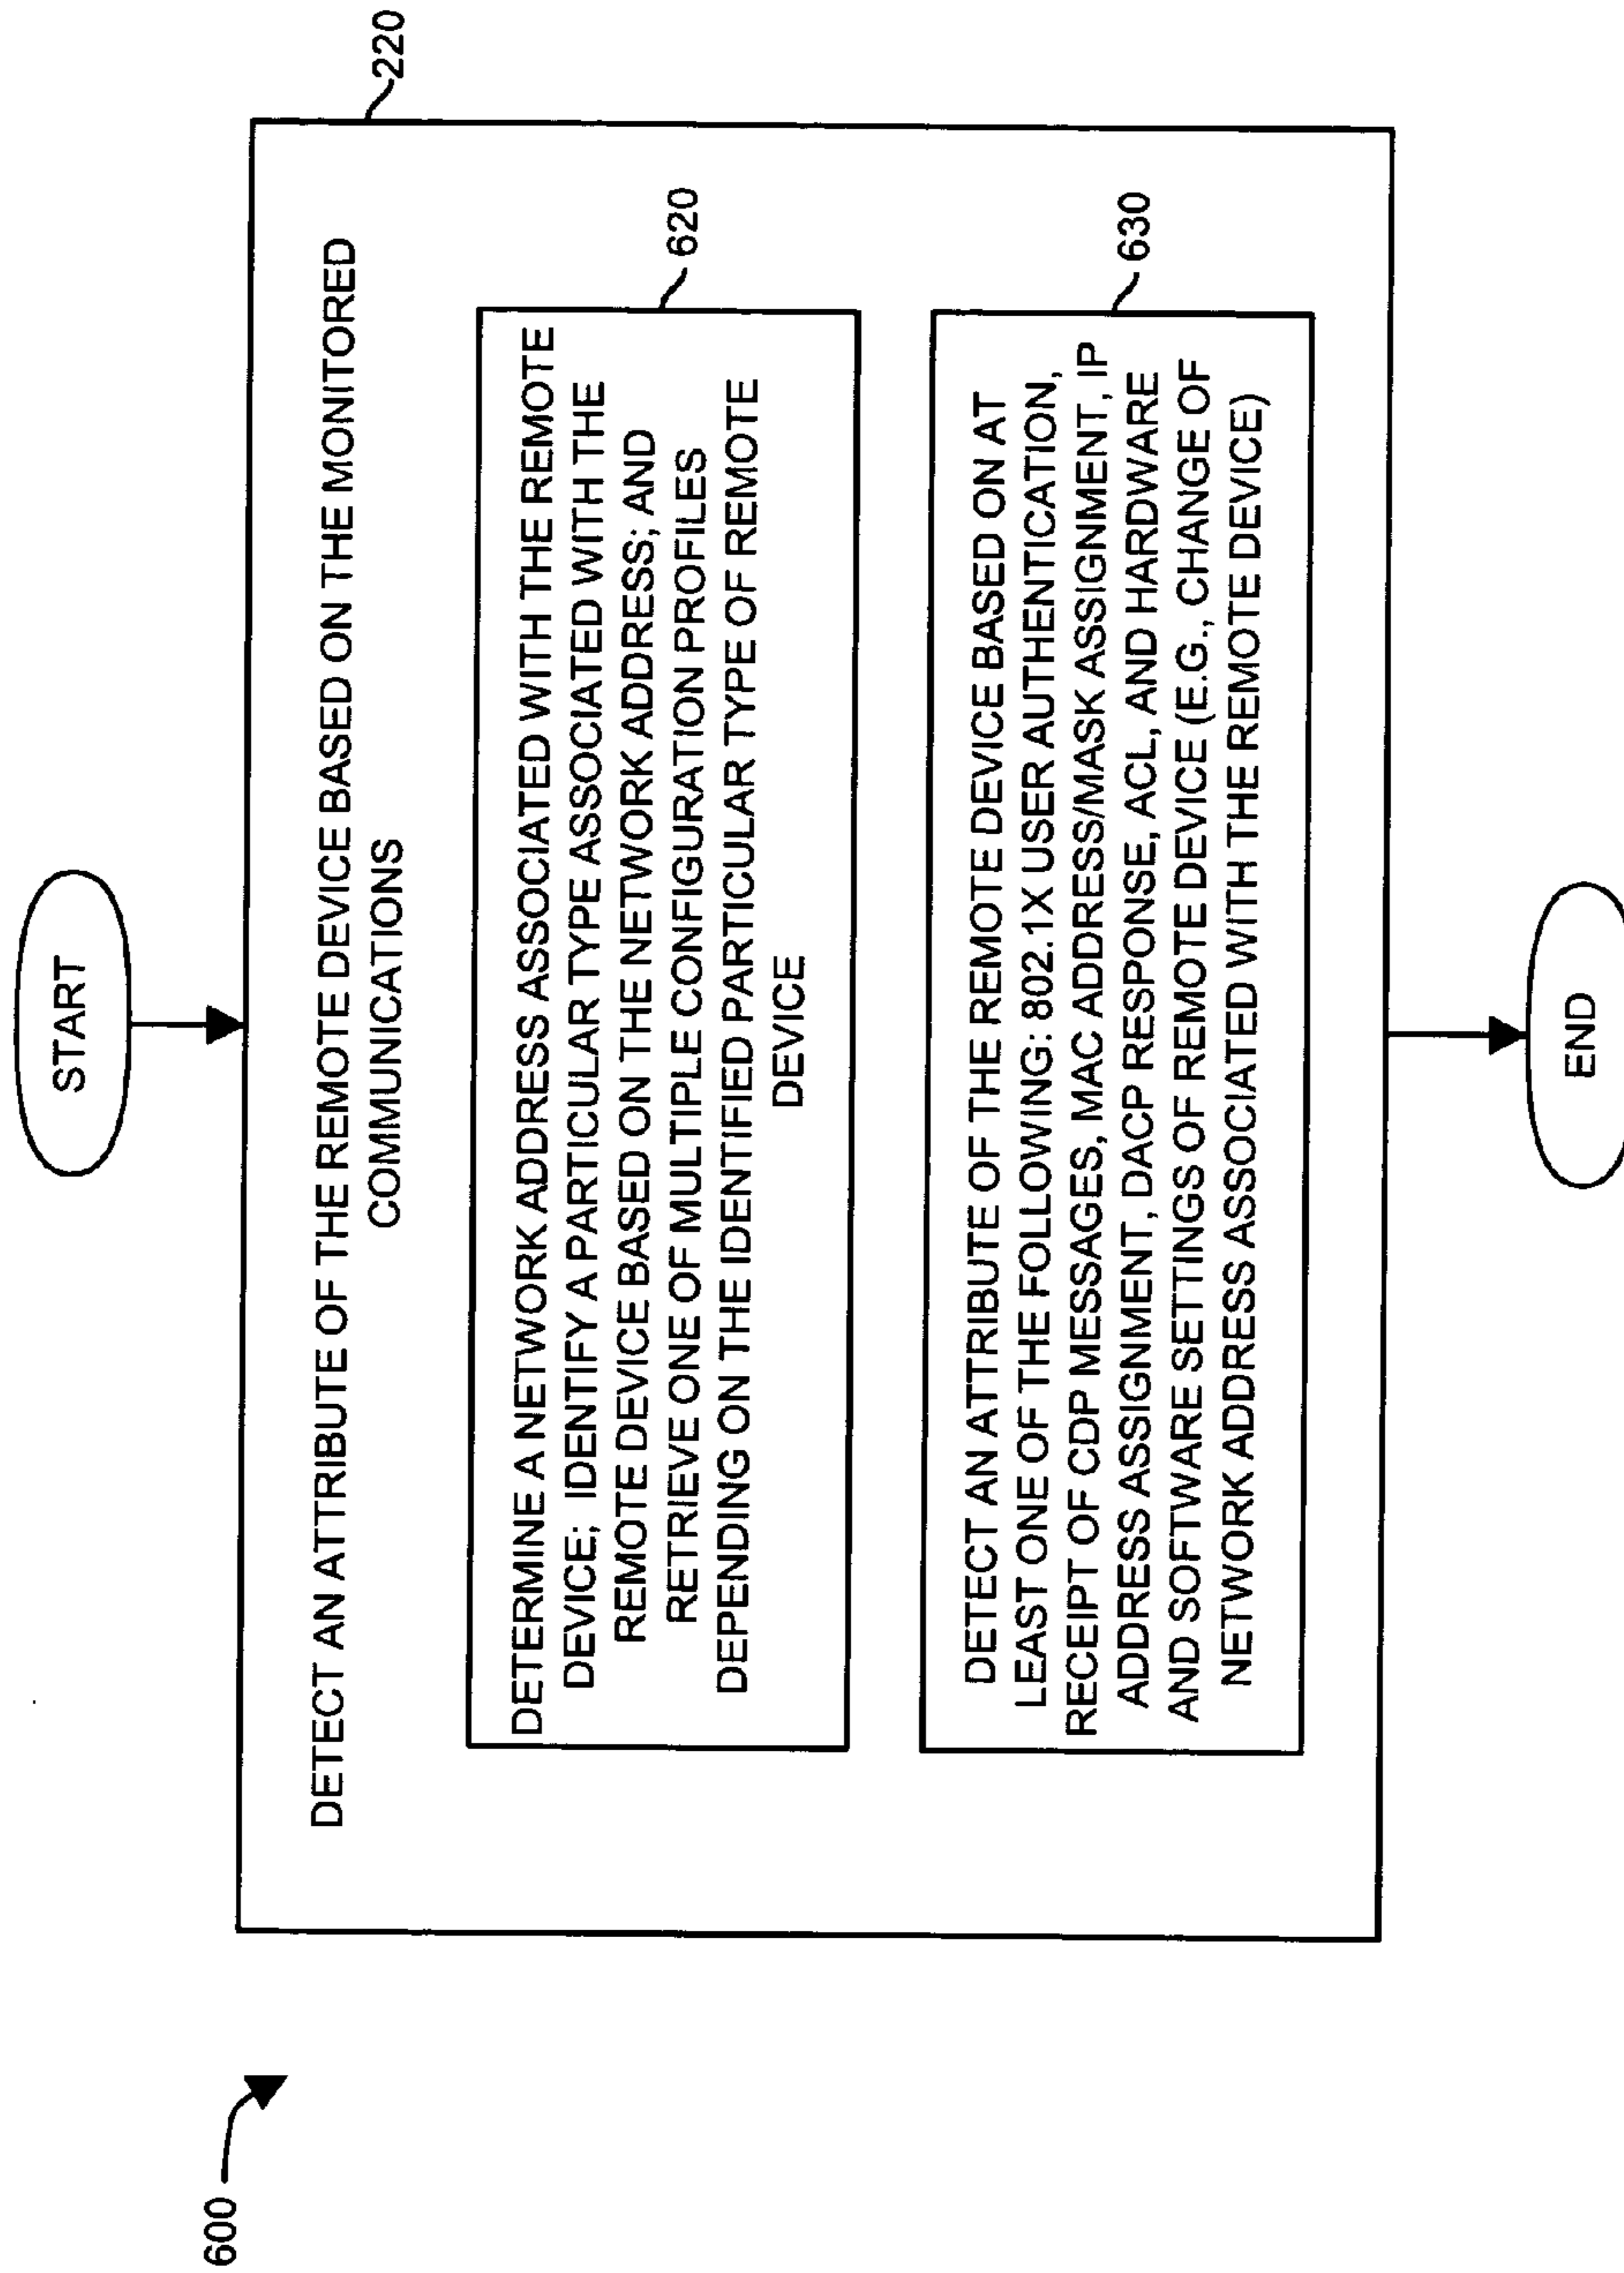 600
START
220
DETECT AN ATTRIBUTE OF THE REMOTE DEVICE BASED ON THE MONITORED
COMMUNICATIONS
620
DETERMINE A NETWORK ADDRESS ASSOCIATED WITH THE REMOTE
DEVICE; IDENTIFY A PARTICULAR TYPE ASSOCIATED WITH THE
REMOTE DEVICE BASED ON THE NETWORK ADDRESS; AND
RETRIEVE ONE OF MULTIPLE CONFIGURATION PROFILES
DEPENDING ON THE IDENTIFIED PARTICULAR TYPE OF REMOTE
DEVICE
630
DETECT AN ATTRIBUTE OF THE REMOTE DEVICE BASED ON AT
LEAST ONE OF THE FOLLOWING: 802.1X USER AUTHENTICATION,
RECEIPT OF CDP MESSAGES, MAC ADDRESS/MASK ASSIGNMENT, IP
ADDRESS ASSIGNMENT, DACP RESPONSE, ACL, AND HARDWARE
AND SOFTWARE SETTINGS OF REMOTE DEVICE (E.G., CHANGE OF
NETWORK ADDRESS ASSOCIATED WITH THE REMOTE DEVICE)
END